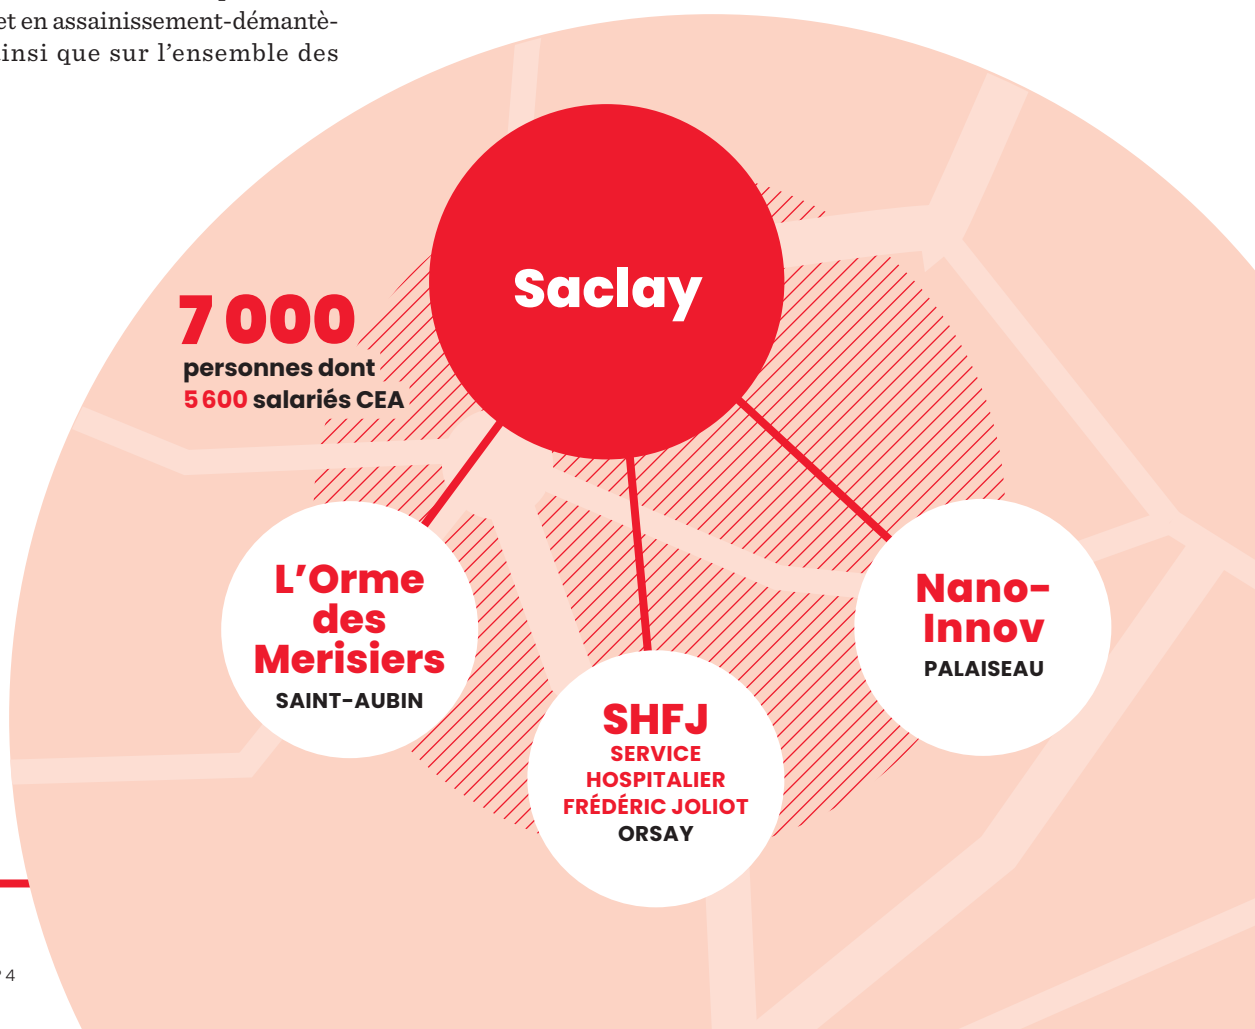 et en assainissement-démantè-
insi que sur l’ensemble des
Saclay
7 000
personnes dont
5 600 salariés CEA
L’Orme
des
Merisiers
SAINT-AUBIN
Nano-
Innov
PALAISEAU
SHFJ
SERVICE
HOSPITALIER
FRÉDÉRIC JOLIOT
ORSAY
4